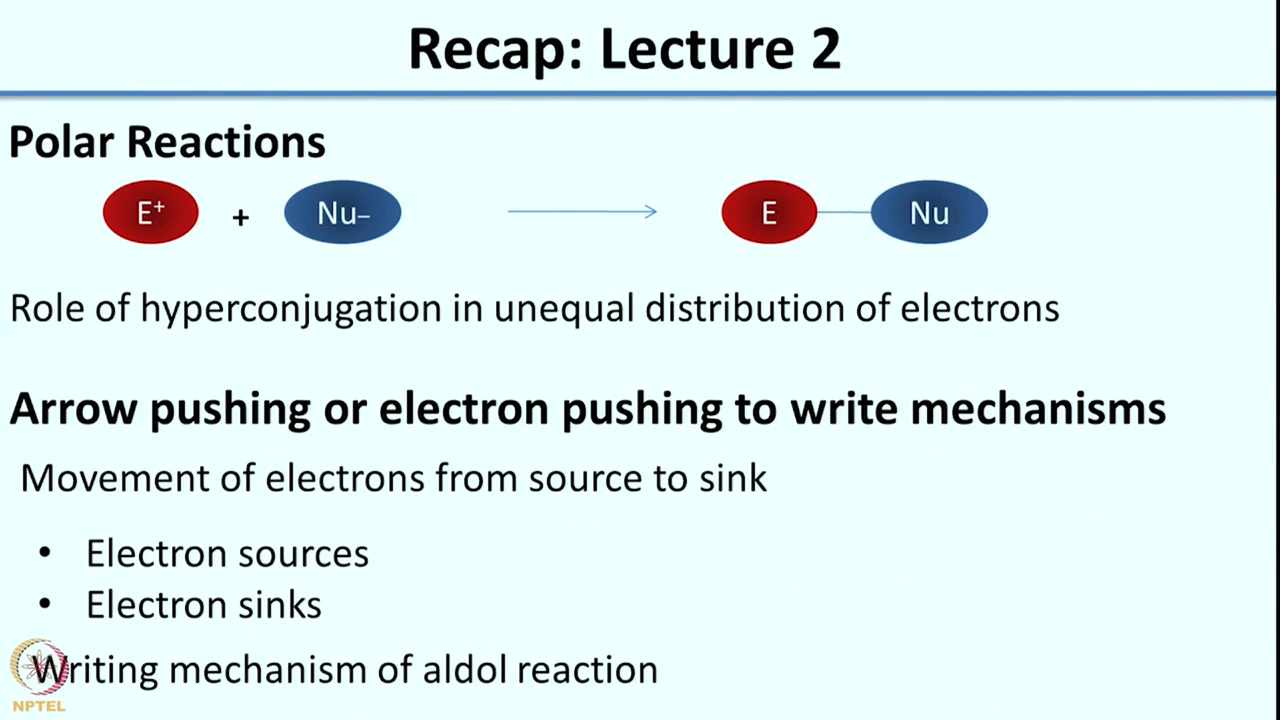 Recap: Lecture 2
Polar Reactions
E⁺ + Nu– E Nu
Role of hyperconjugation in unequal distribution of electrons
Arrow pushing or electron pushing to write mechanisms
Movement of electrons from source to sink
• Electron sources
• Electron sinks
Writing mechanism of aldol reaction
NPTEL